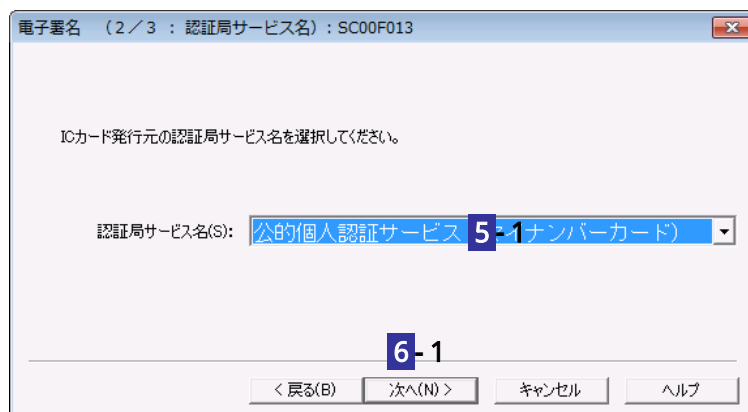 電子署名 （２／３ ： 認証局サービス名）: SC00F013
ICカード発行元の認証局サービス名を選択してください。
認証局サービス名(S): 公的個人認証サービス イナンバーカード）
5-1
6-1
< 戻る(B) 次へ(N) > キャンセル ヘルプ